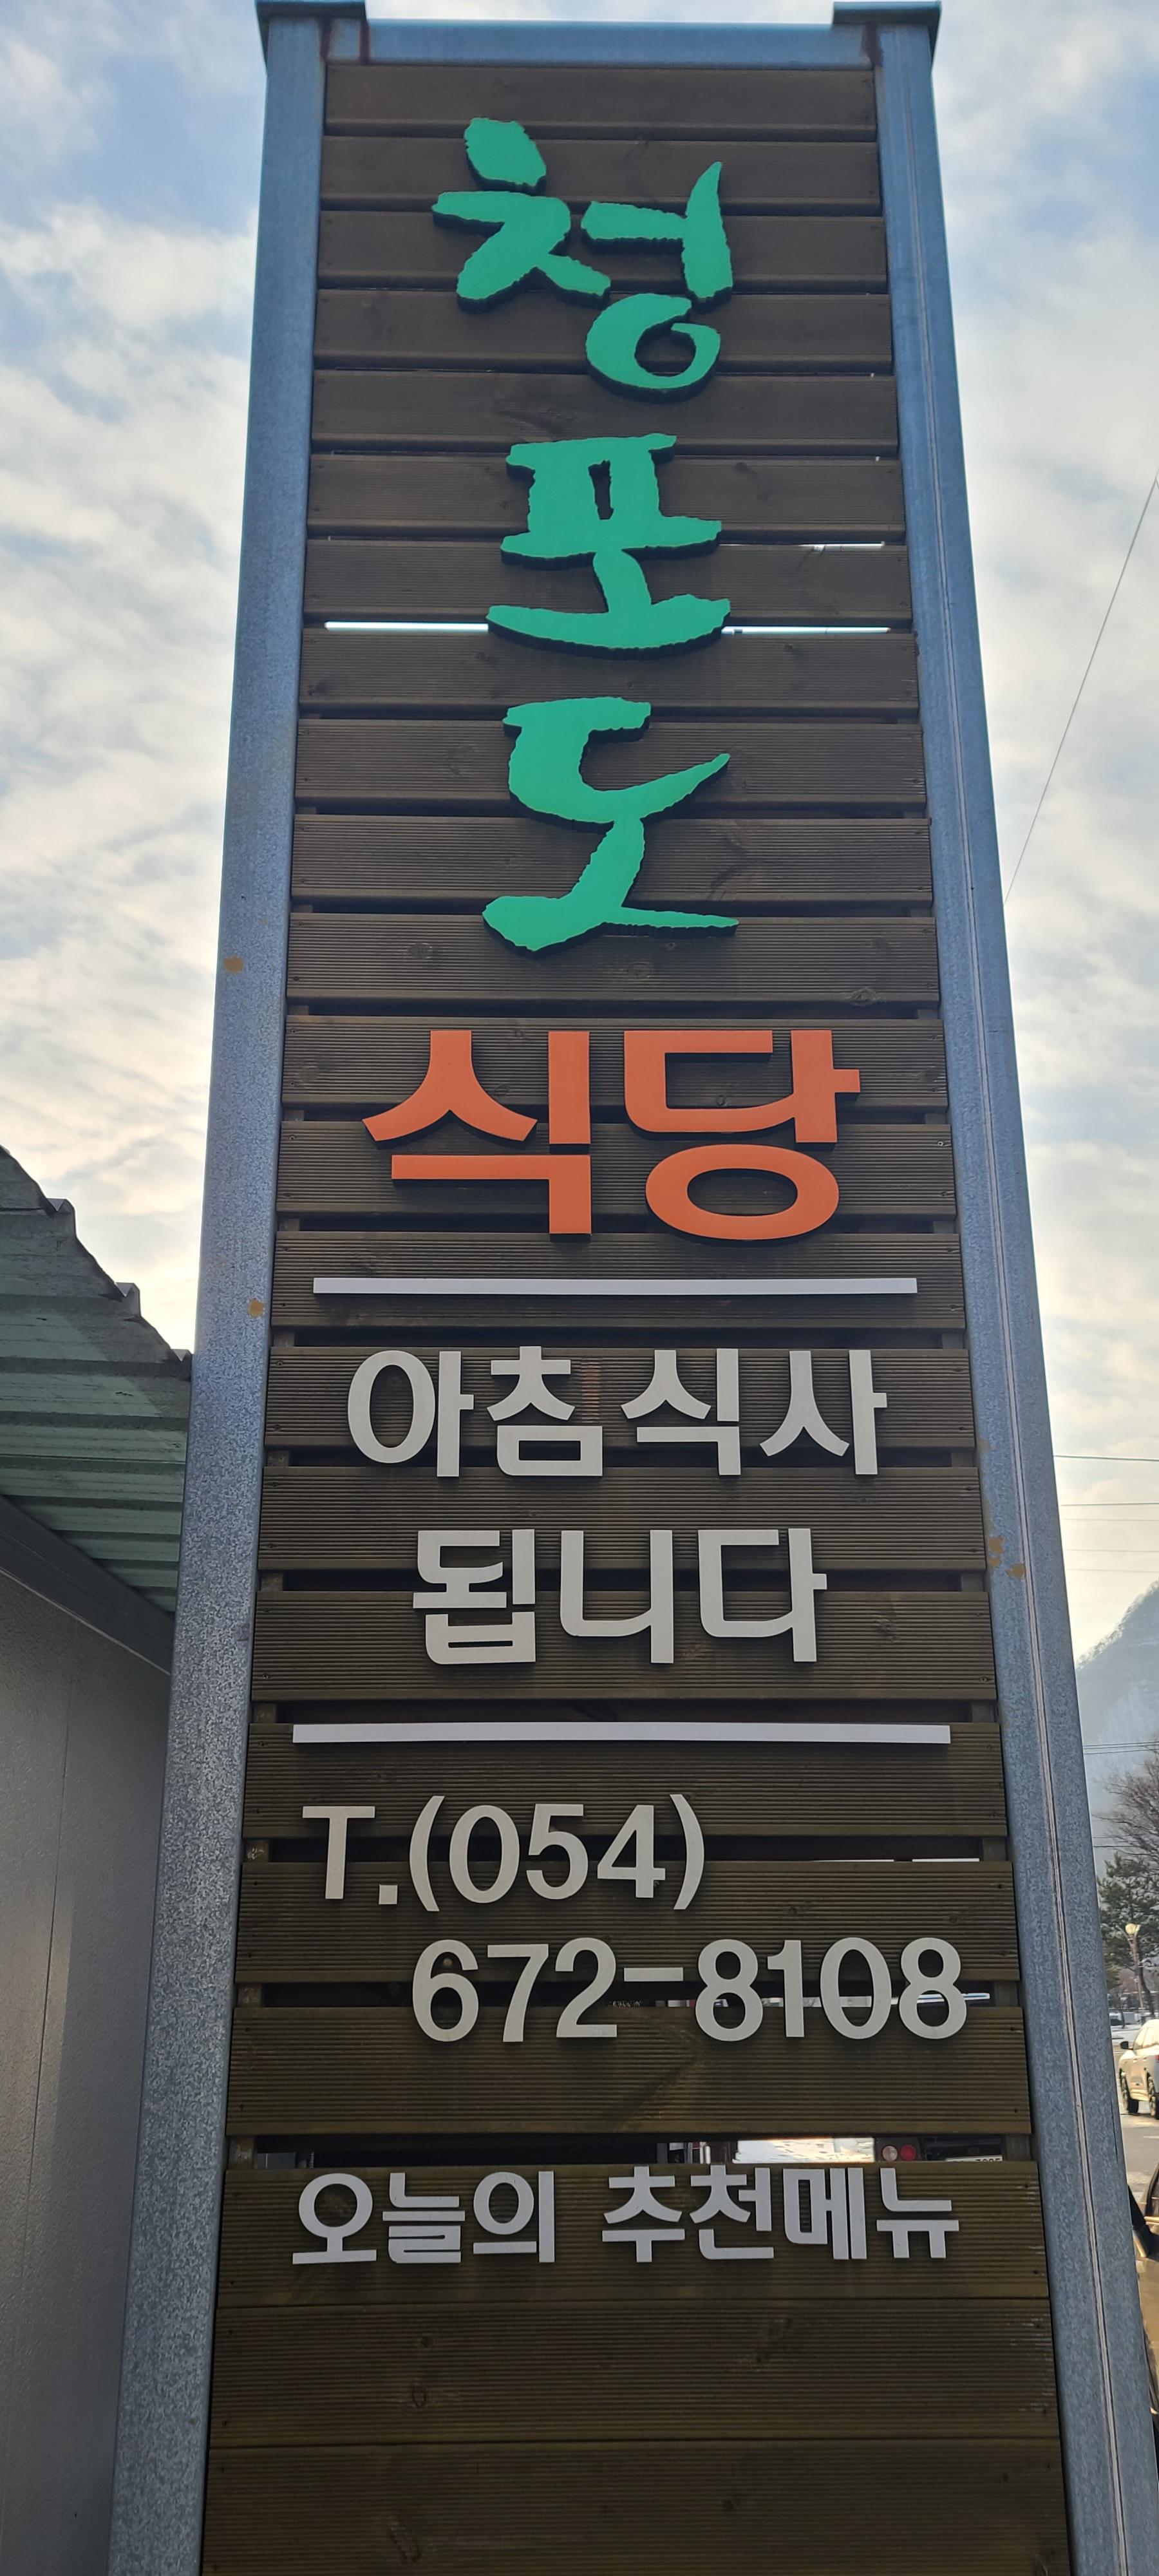 청포도
식당
아침식사
됩니다
T.(054)
672-8108
오늘의 추천메뉴